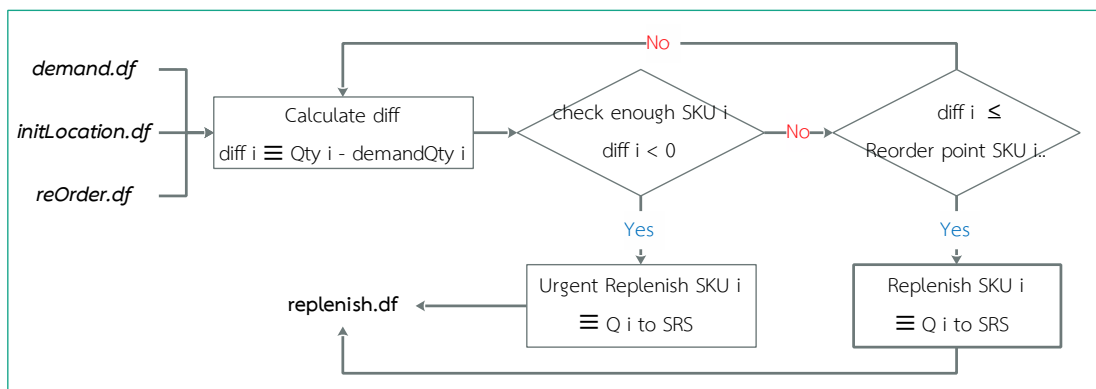 No
demand.df
initLocation.df
reOrder.df
Calculate diff
diff i ≡ Qty i - demandQty i
check enough SKU i
diff i < 0
No
diff i ≤
Reorder point SKU i..
Yes
Yes
Urgent Replenish SKU i
≡ Q i to SRS
Replenish SKU i
≡ Q i to SRS
replenish.df